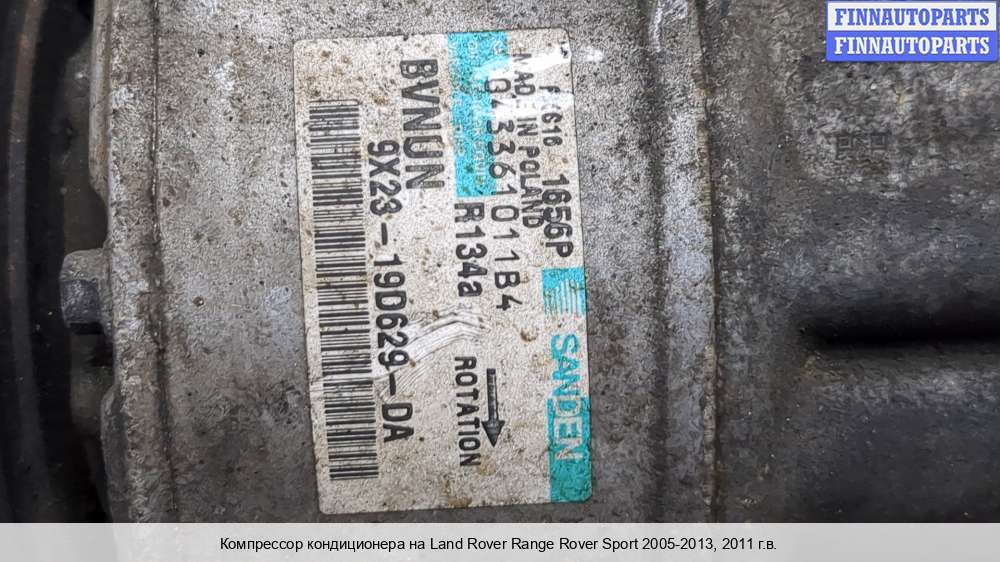 FINNAUTOPARTS
FINNAUTOPARTS
1656P
SANDEN
MADE IN POLAND
R134a
ROTATION
BVNUN
9X23-19D629-DA
Компрессор кондиционера на Land Rover Range Rover Sport 2005-2013, 2011 г.в.